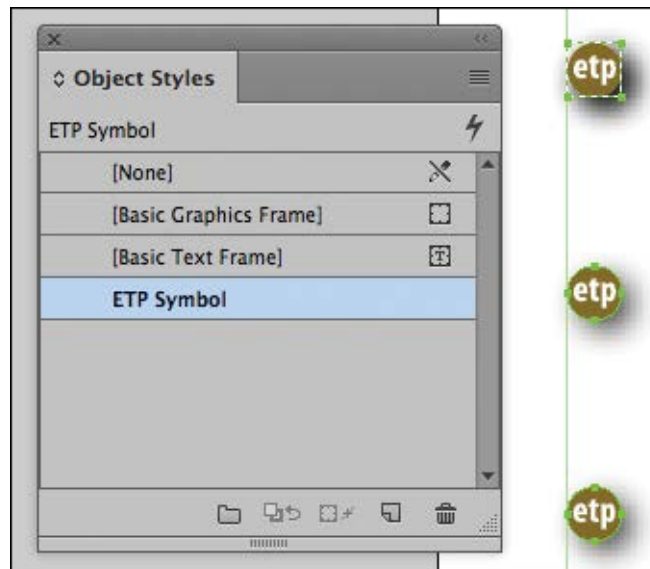 Object Styles
etp
ETP Symbol
[None]
[Basic Graphics Frame]
[Basic Text Frame]
T
ETP Symbol
etp
etp